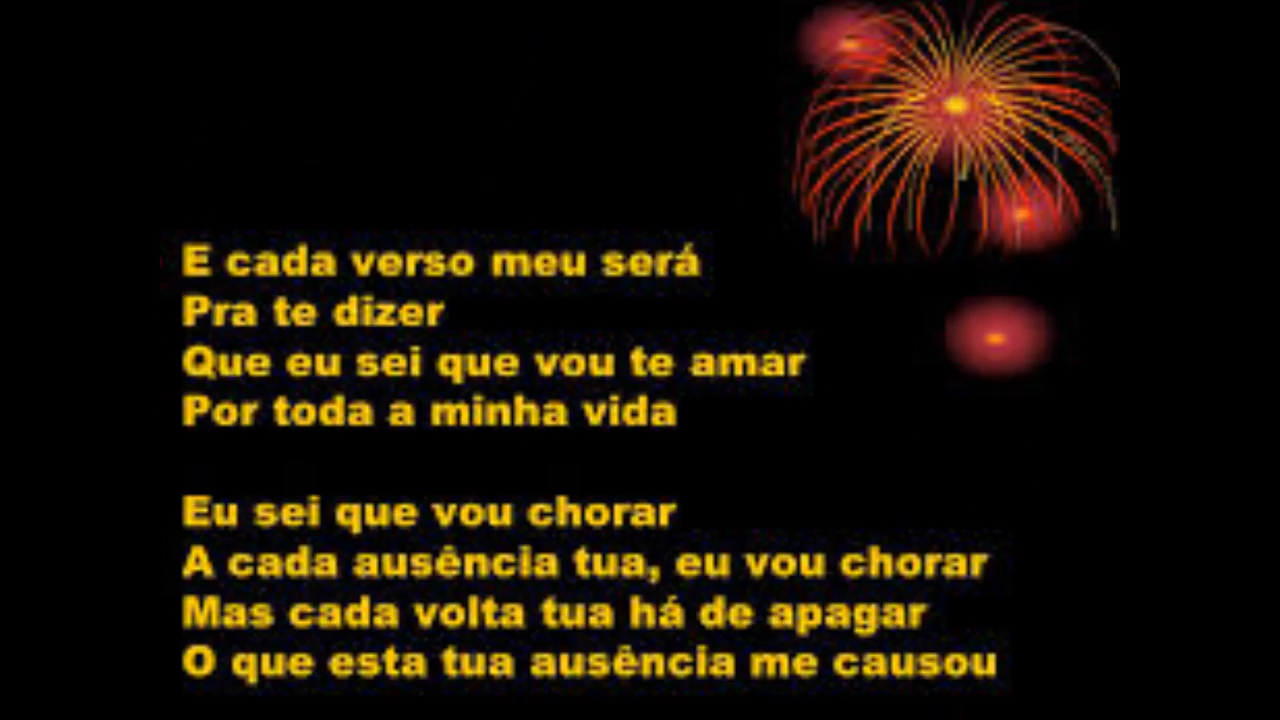 E cada verso meu será
Pra te dizer
Que eu sei que vou te amar
Por toda a minha vida
Eu sei que vou chorar
A cada ausência tua, eu vou chorar
Mas cada volta tua há de apagar
O que esta tua ausência me causou